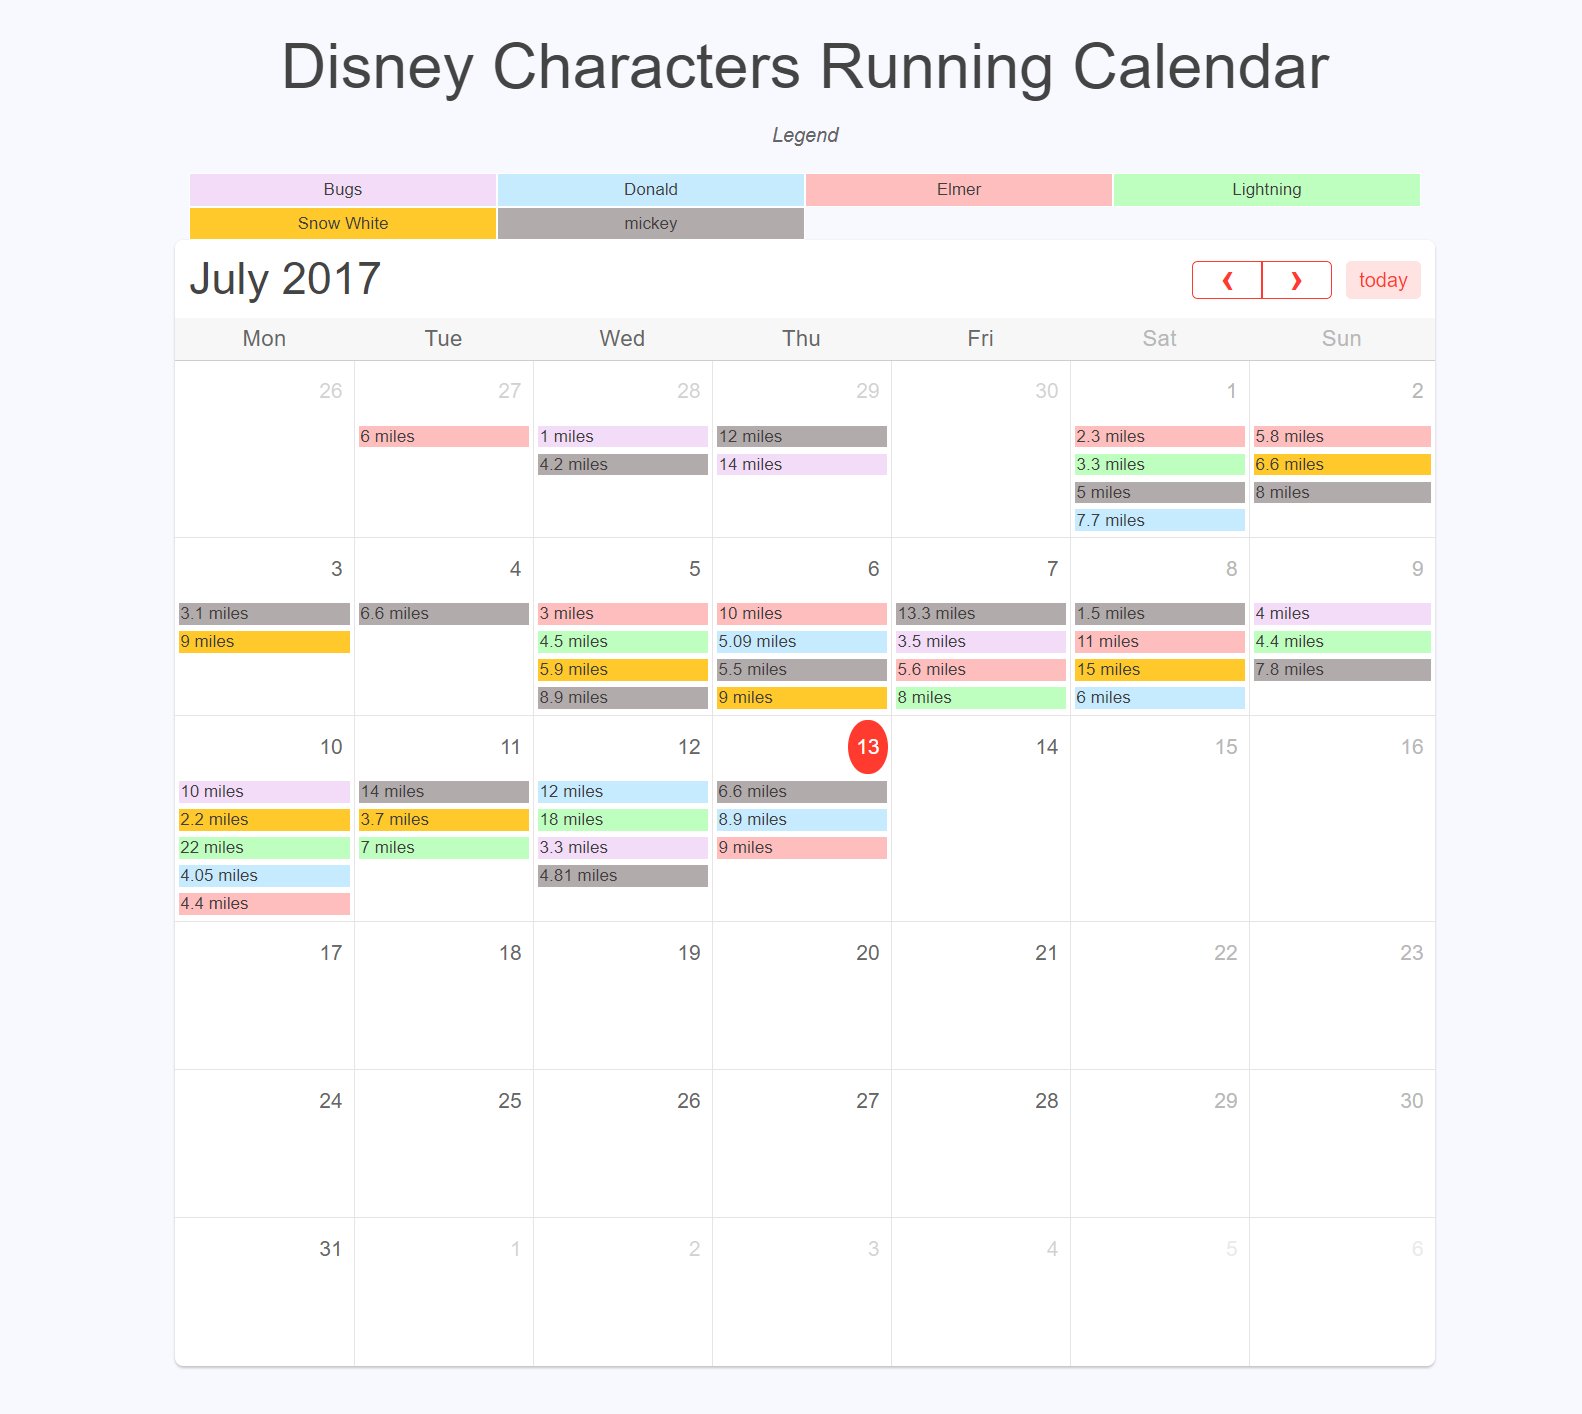 Disney Characters Running Calendar
Legend
Bugs Donald Elmer Lightning
Snow White mickey
July 2017 ❮ ❯ today
Mon Tue Wed Thu Fri Sat Sun
26 27 28 29 30 1 2
6 miles 1 miles 12 miles 2.3 miles 5.8 miles
4.2 miles 14 miles 3.3 miles 6.6 miles
5 miles 8 miles
7.7 miles
3 4 5 6 7 8 9
3.1 miles 6.6 miles 3 miles 10 miles 13.3 miles 1.5 miles 4 miles
9 miles 4.5 miles 5.09 miles 3.5 miles 11 miles 4.4 miles
5.9 miles 5.5 miles 5.6 miles 15 miles 7.8 miles
8.9 miles 9 miles 8 miles 6 miles
10 11 12 13 14 15 16
10 miles 14 miles 12 miles 6.6 miles
2.2 miles 3.7 miles 18 miles 8.9 miles
22 miles 7 miles 3.3 miles 9 miles
4.05 miles 4.81 miles
4.4 miles
17 18 19 20 21 22 23
24 25 26 27 28 29 30
31 1 2 3 4 5 6